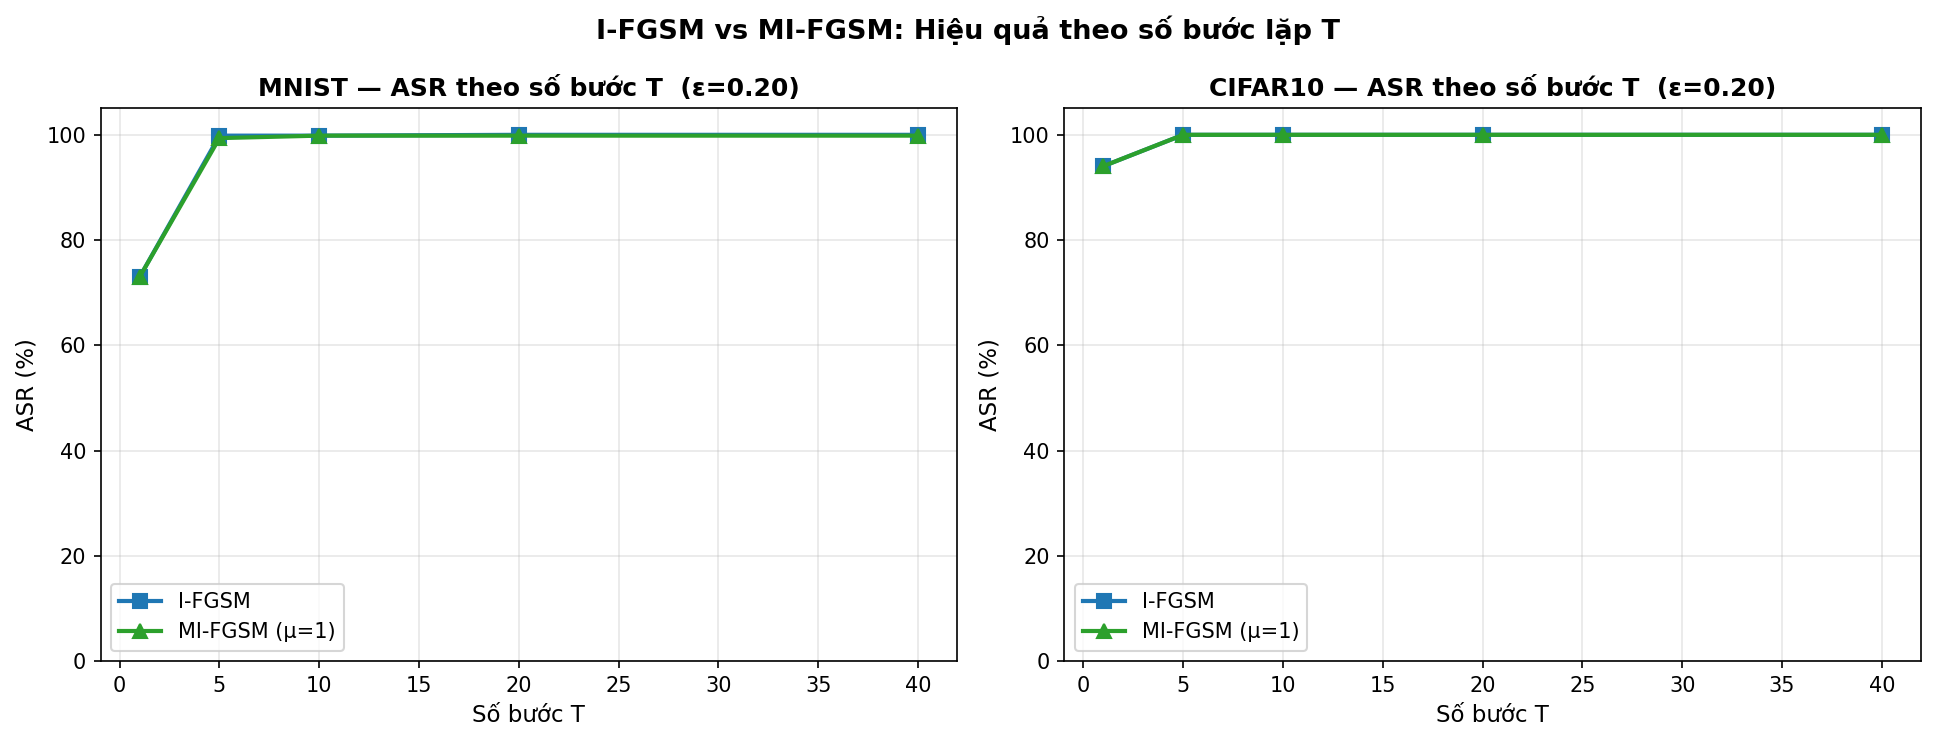 I-FGSM vs MI-FGSM: Hiệu quả theo số bước lặp T
MNIST — ASR theo số bước T (ε=0.20)
ASR (%)
100
80
60
40
20
0
0 5 10 15 20 25 30 35 40
Số bước T
I-FGSM
MI-FGSM (μ=1)
CIFAR10 — ASR theo số bước T (ε=0.20)
ASR (%)
100
80
60
40
20
0
0 5 10 15 20 25 30 35 40
Số bước T
I-FGSM
MI-FGSM (μ=1)